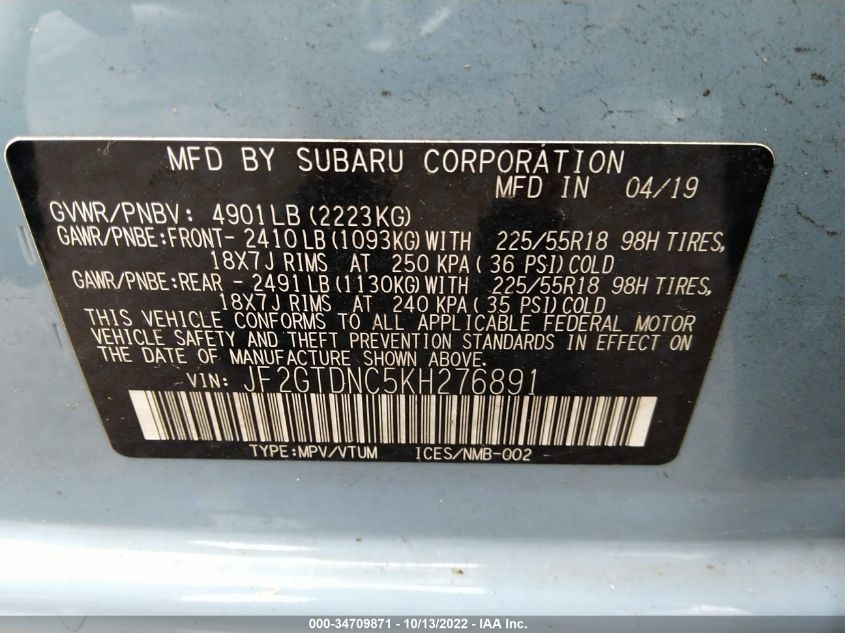 MFD BY SUBARU CORPORATION
MFD IN 04/19
GVWR/PNBV: 4901LB (2223KG)
GAWR/PNBE:FRONT- 2410LB (1093KG) WITH 225/55R18 98H TIRES,
18X7J RIMS AT 250 KPA ( 36 PSI) COLD
GAWR/PNBE:REAR - 2491LB (1130KG) WITH 225/55R18 98H TIRES,
18X7J RIMS AT 240 KPA ( 35 PSI) COLD
THIS VEHICLE CONFORMS TO ALL APPLICABLE FEDERAL MOTOR
VEHICLE SAFETY AND THEFT PREVENTION STANDARDS IN EFFECT ON
THE DATE OF MANUFACTURE SHOWN ABOVE.
VIN: JF2GTDNC5KH276891
TYPE:MPV/VTUM ICES/NMB-002
000-34709871 - 10/13/2022 - IAA Inc.